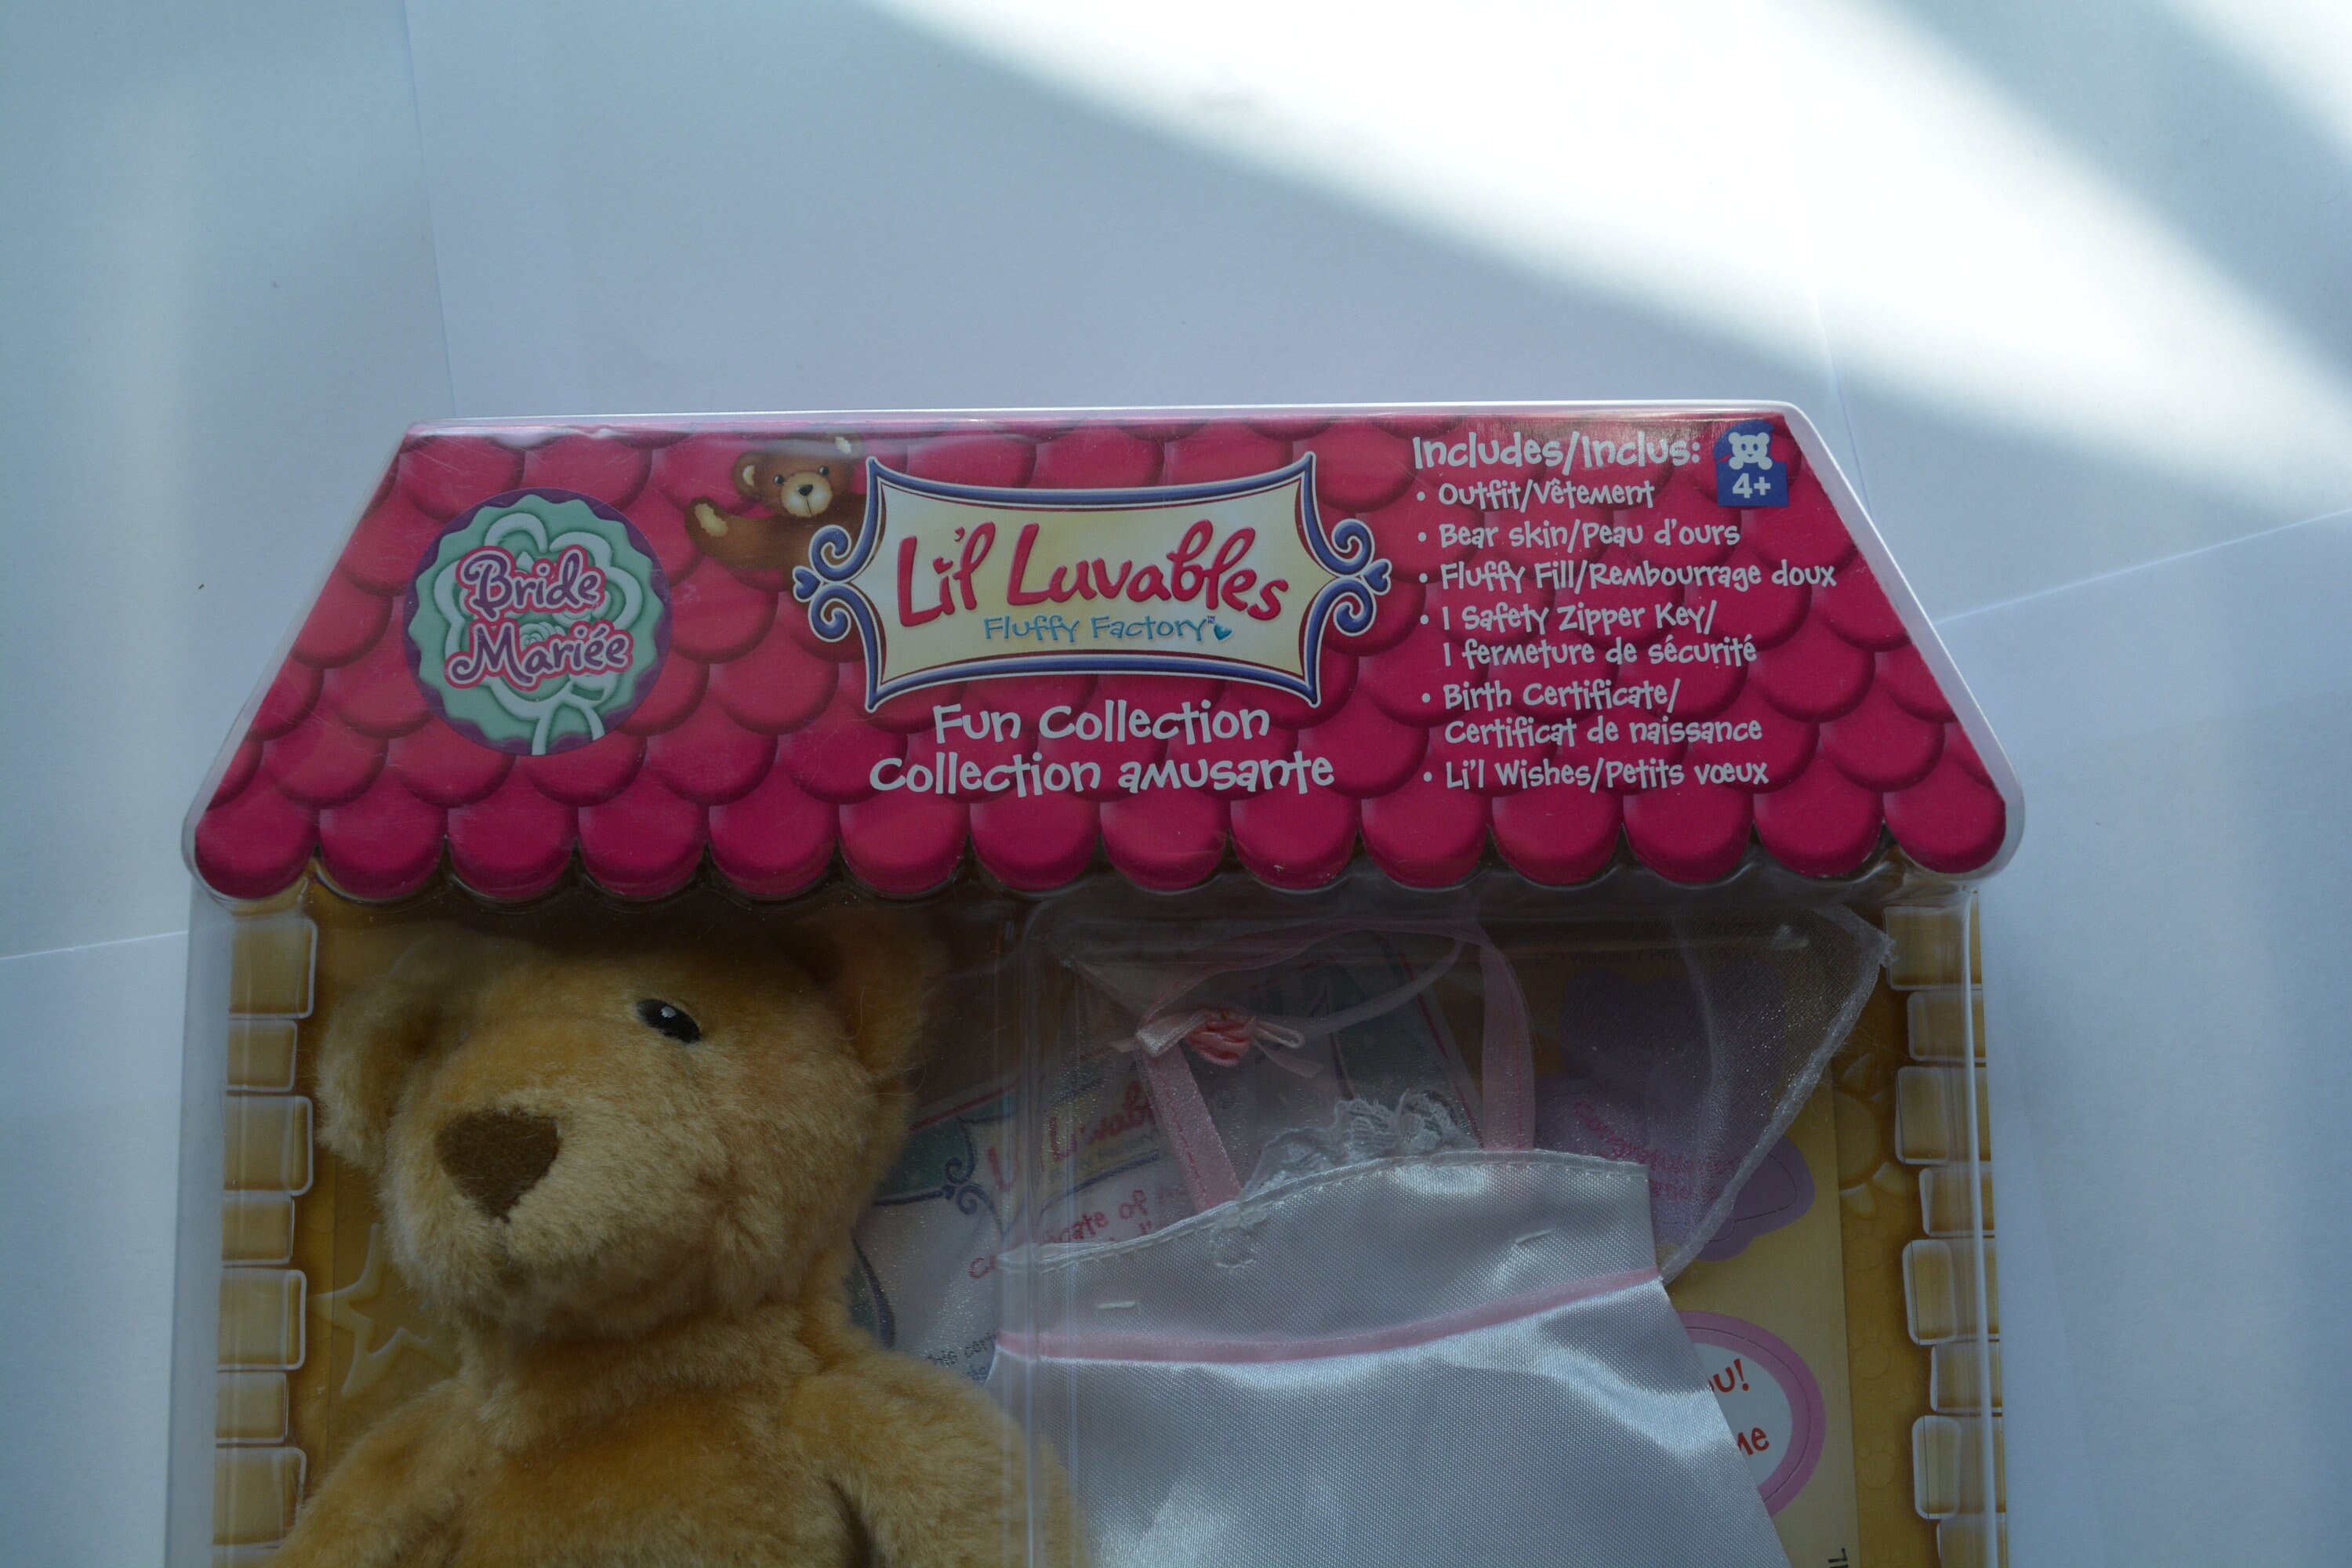 Bride
Mariée
Li'l Luvables
Fluffy Factory™
Fun Collection
Collection amusante
Includes/Inclus:
4+
• Outfit/Vêtement
• Bear skin/Peau d'ours
• Fluffy Fill/Rembourrage doux
• 1 Safety Zipper Key/
1 fermeture de sécurité
• Birth Certificate/
Certificat de naissance
• Li'l Wishes/Petits vœux